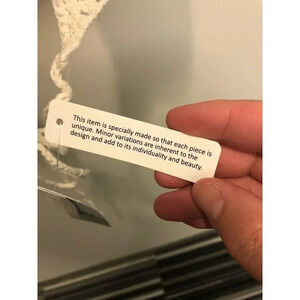 This item is specially made so that each piece is
unique. Minor variations are inherent to the
design and add to its individuality and beauty.